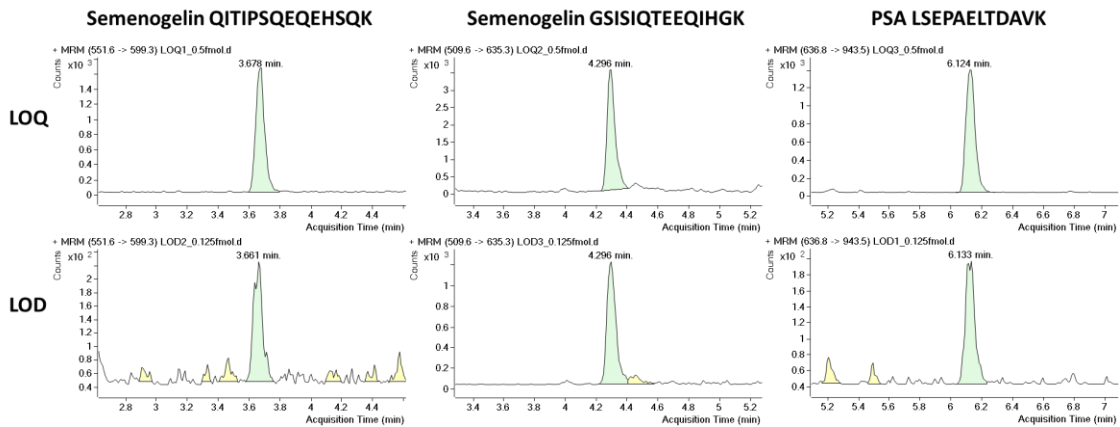 Semenogelin QITIPSQEQEHSQK
Semenogelin GSISIQTEEQIHGK
PSA LSEPAELTDAVK
LOQ
+ MRM (551.6 -> 599.3) LOQ1_0.5fmol.d
x10 3
Counts
3.678 min.
1.4
1.2
1
0.8
0.6
0.4
0.2
0
2.8 3 3.2 3.4 3.6 3.8 4 4.2 4.4
Acquisition Time (min)
+ MRM (509.6 -> 635.3) LOQ2_0.5fmol.d
x10 3
Counts
4.296 min.
3.5
3
2.5
2
1.5
1
0.5
0
3.4 3.6 3.8 4 4.2 4.4 4.6 4.8 5 5.2
Acquisition Time (min)
+ MRM (636.8 -> 943.5) LOQ3_0.5fmol.d
x10 3
Counts
6.124 min.
1.4
1.2
1
0.8
0.6
0.4
0.2
0
5.2 5.4 5.6 5.8 6 6.2 6.4 6.6 6.8 7
Acquisition Time (min)
LOD
+ MRM (551.6 -> 599.3) LOD2_0.125fmol.d
x10 2
Counts
3.661 min.
2.2
2
1.8
1.6
1.4
1.2
1
0.8
0.6
0.4
2.8 3 3.2 3.4 3.6 3.8 4 4.2 4.4
Acquisition Time (min)
+ MRM (509.6 -> 635.3) LOD3_0.125fmol.d
x10 3
Counts
4.296 min.
1.2
1
0.8
0.6
0.4
0.2
0
3.4 3.6 3.8 4 4.2 4.4 4.6 4.8 5 5.2
Acquisition Time (min)
+ MRM (636.8 -> 943.5) LOD1_0.125fmol.d
x10 2
Counts
6.133 min.
1.8
1.6
1.4
1.2
1
0.8
0.6
0.4
5.2 5.4 5.6 5.8 6 6.2 6.4 6.6 6.8 7
Acquisition Time (min)